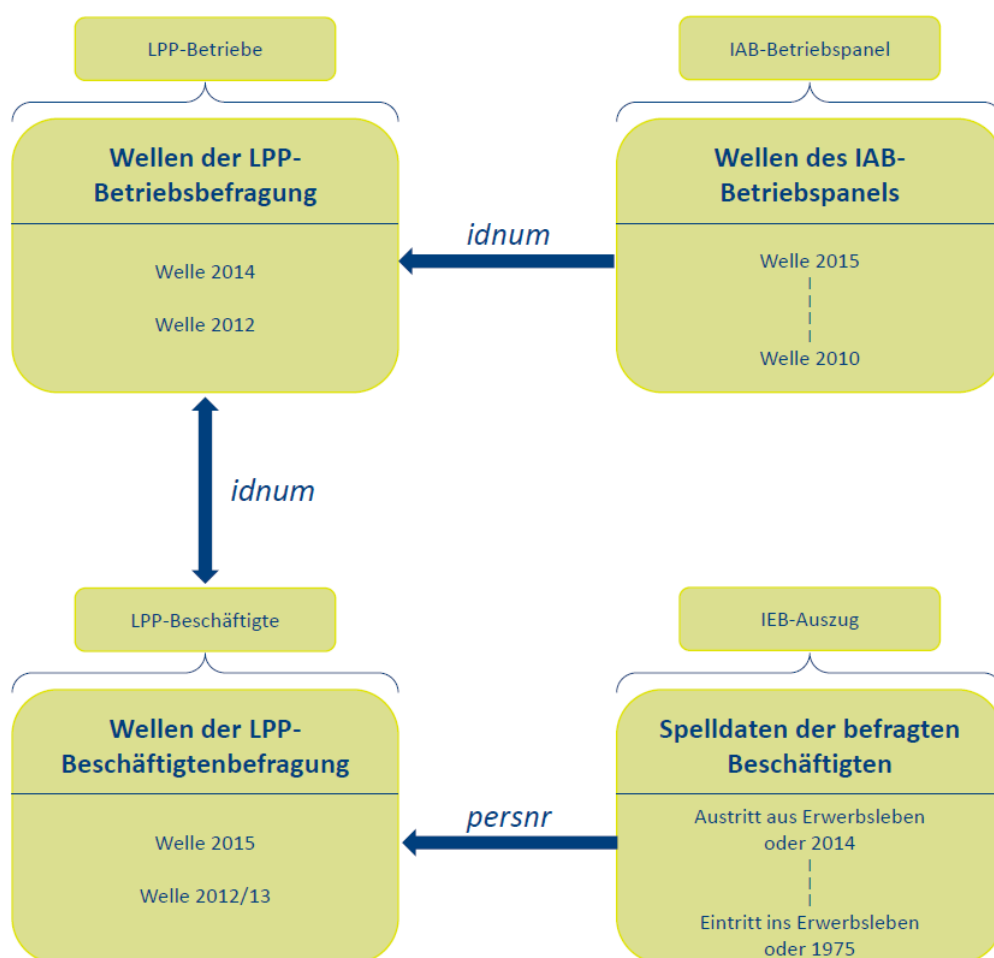 LPP-Betriebe
Wellen der LPP-
Betriebsbefragung
Welle 2014
Welle 2012
idnum
IAB-Betriebspanel
Wellen des IAB-
Betriebspanels
Welle 2015
Welle 2010
idnum
LPP-Beschäftigte
Wellen der LPP-
Beschäftigtenbefragung
Welle 2015
Welle 2012/13
persnr
IEB-Auszug
Spelldaten der befragten
Beschäftigten
Austritt aus Erwerbsleben
oder 2014
Eintritt ins Erwerbsleben
oder 1975